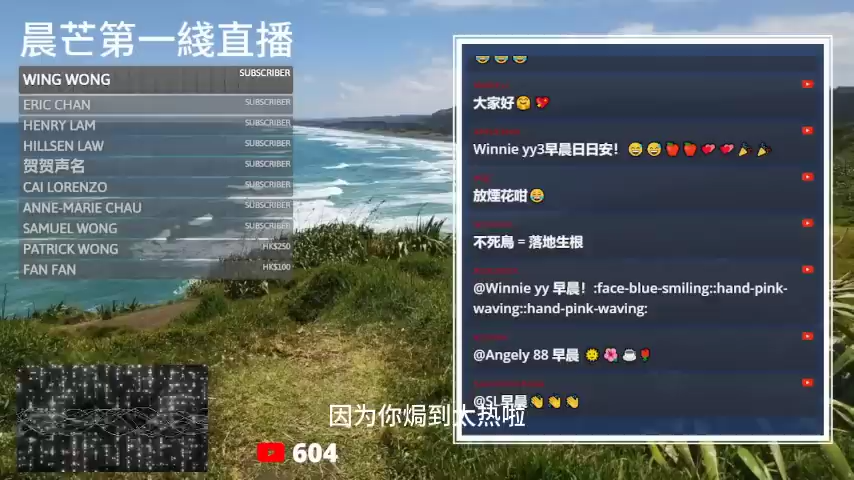 晨芒第一綫直播
WING WONG SUBSCRIBER
ERIC CHAN SUBSCRIBER
HENRY LAM SUBSCRIBER
HILLSEN LAW SUBSCRIBER
贺贺声名 SUBSCRIBER
CAI LORENZO SUBSCRIBER
ANNE-MARIE CHAU SUBSCRIBER
SAMUEL WONG SUBSCRIBER
PATRICK WONG HK$250
FAN FAN HK$100
😂😂😂
大家好🤗💖
Winnie yy3早晨日日安！😄😄🍎🍎💋💋🎉🎉
放煙花咁😂
不死鳥 = 落地生根
@Winnie yy 早晨！:face-blue-smiling::hand-pink-
waving::hand-pink-waving:
@Angely 88 早晨 🌞🌺☕🌹
@SL早晨👏👏👏
因为你焗到太热啦
604